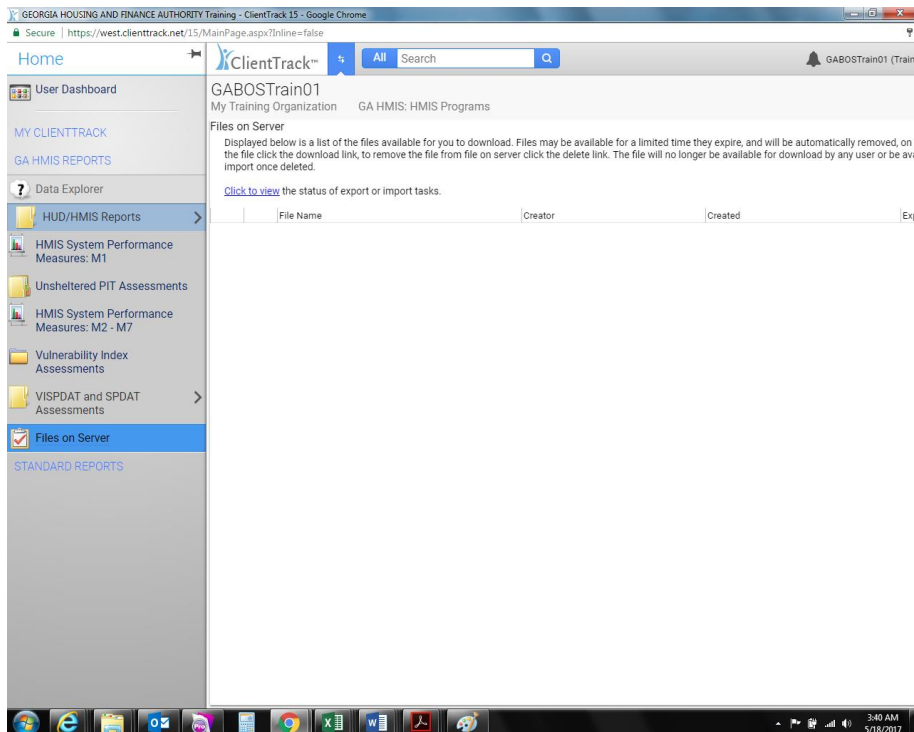 GEORGIA HOUSING AND FINANCE AUTHORITY Training - ClientTrack 15 - Google Chrome
Secure | https://west.clienttrack.net/15/MainPage.aspx?Inline=false
Home
ClientTrack™
All
Search
GABOSTrain01 (Train
User Dashboard
MY CLIENTTRACK
GA HMIS REPORTS
Data Explorer
HUD/HMIS Reports
HMIS System Performance
Measures: M1
Unsheltered PIT Assessments
HMIS System Performance
Measures: M2 - M7
Vulnerability Index
Assessments
VISPDAT and SPDAT
Assessments
Files on Server
STANDARD REPORTS
GABOSTrain01
My Training Organization GA HMIS: HMIS Programs
Files on Server
Displayed below is a list of the files available for you to download. Files may be available for a limited time they expire, and will be automatically removed, on
the file click the download link, to remove the file from file on server click the delete link. The file will no longer be available for download by any user or be ava
import once deleted.
Click to view the status of export or import tasks.
File Name Creator Created Exp
3:40 AM
5/18/2017